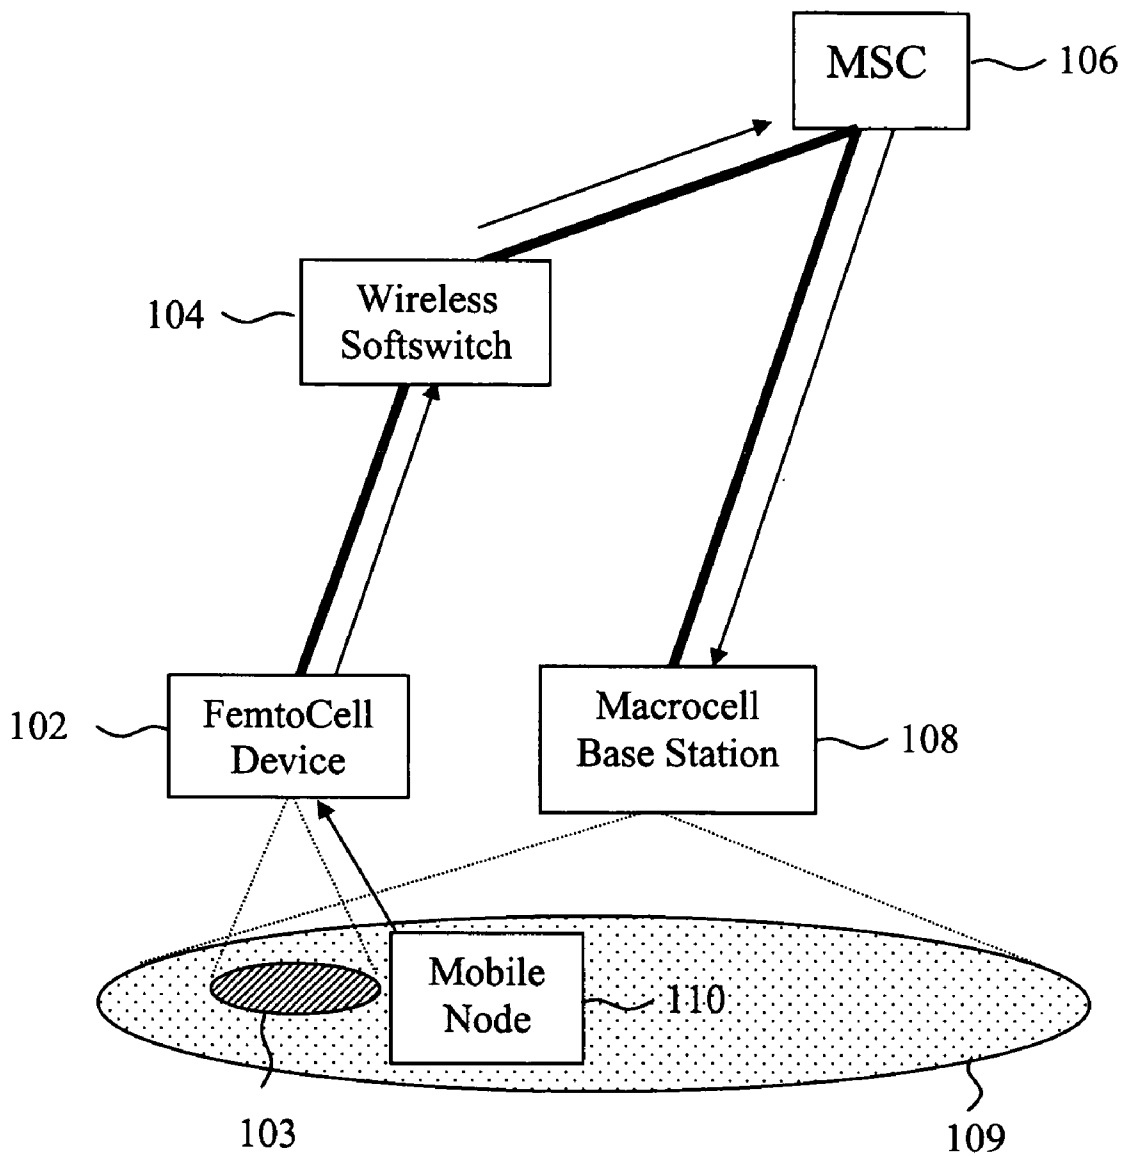 MSC
106
Wireless
Softswitch
104
FemtoCell
Device
102
Macrocell
Base Station
108
Mobile
Node
110
103
109